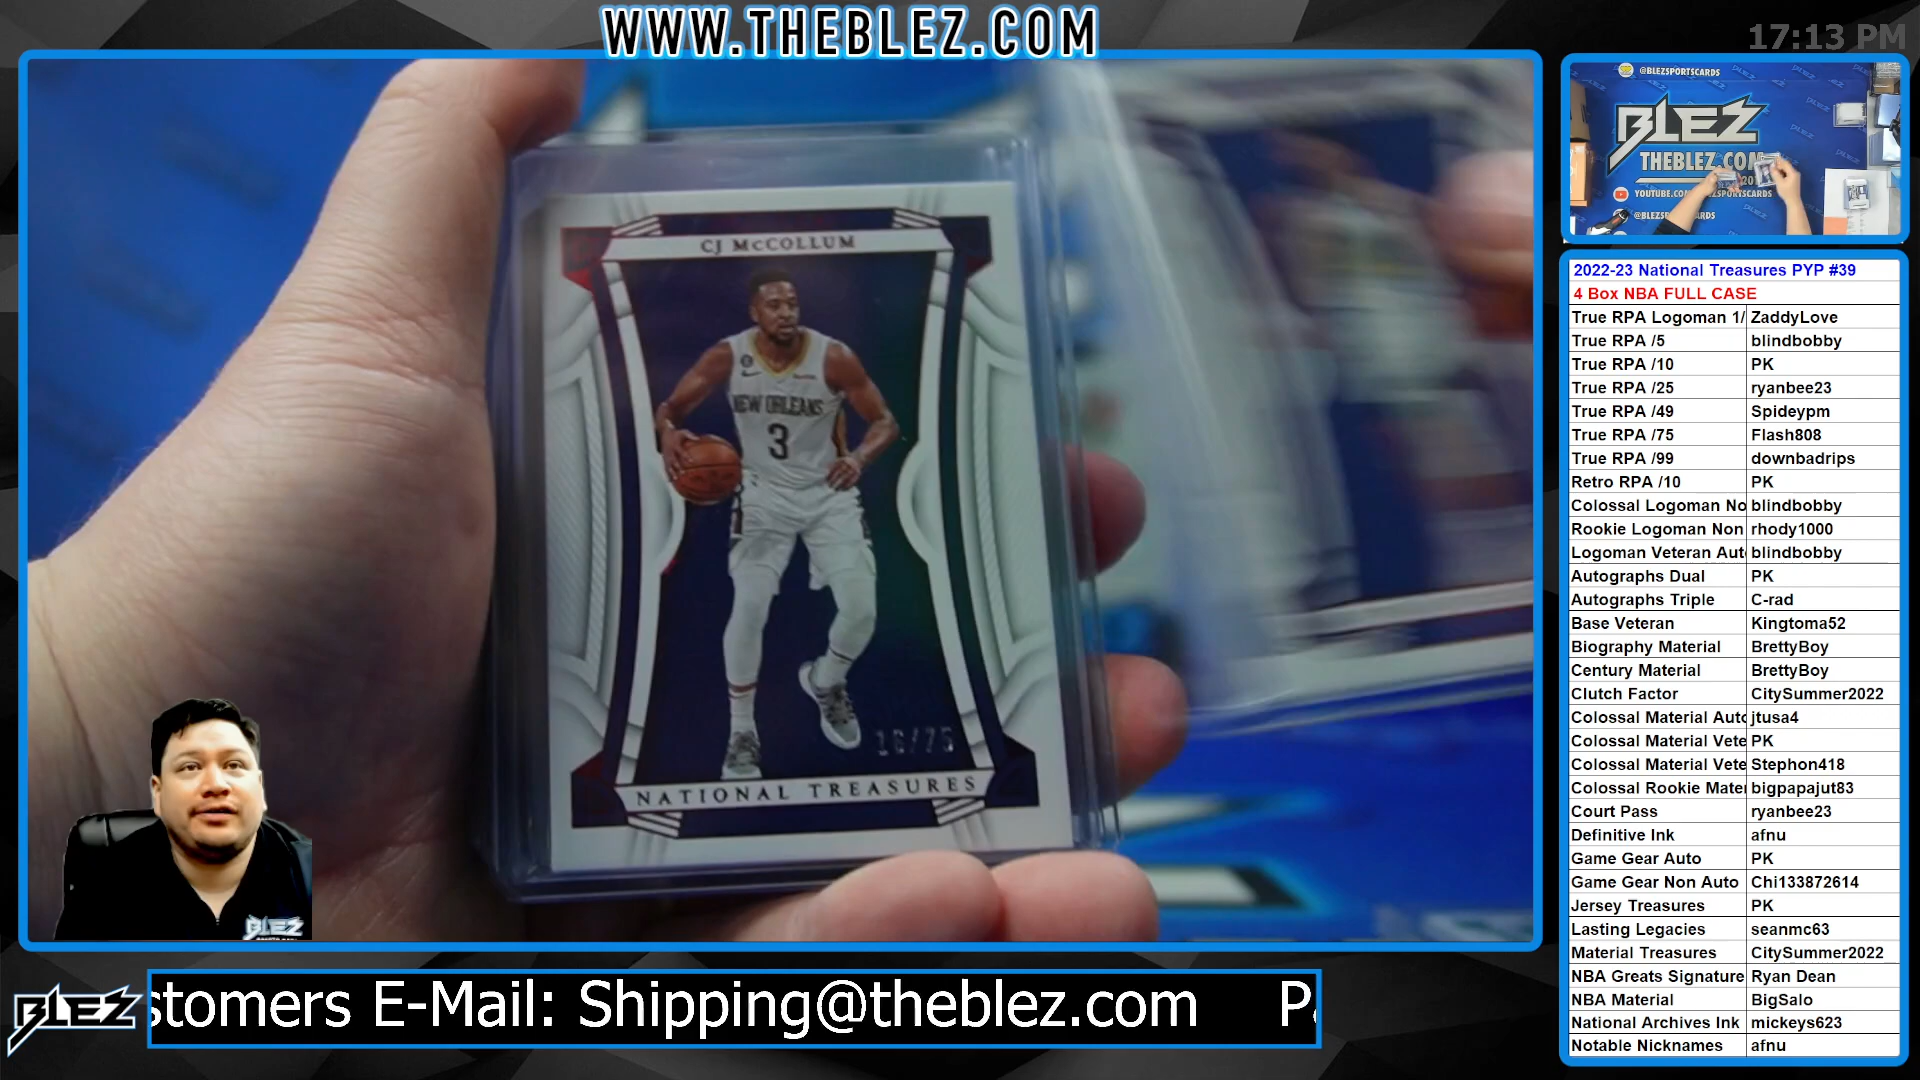 WWW.THEBLEZ.COM
17:13 PM
CJ McCOLLUM
NEW ORLEANS
3
16/75
NATIONAL TREASURES
BLEZ
@BLEZSPORTSCARDS
BLEZ
THEBLEZ.COM
2022-23 National Treasures PYP #39
4 Box NBA FULL CASE
True RPA Logoman 1/ ZaddyLove
True RPA /5 blindbobby
True RPA /10 PK
True RPA /25 ryanbee23
True RPA /49 Spideypm
True RPA /75 Flash808
True RPA /99 downbadrips
Retro RPA /10 PK
Colossal Logoman No blindbobby
Rookie Logoman Non rhody1000
Logoman Veteran Aut blindbobby
Autographs Dual PK
Autographs Triple C-rad
Base Veteran Kingtoma52
Biography Material BrettyBoy
Century Material BrettyBoy
Clutch Factor CitySummer2022
Colossal Material Auto jtusa4
Colossal Material Vete PK
Colossal Material Vete Stephon418
Colossal Rookie Mater bigpapajut83
Court Pass ryanbee23
Definitive Ink afnu
Game Gear Auto PK
Game Gear Non Auto Chi133872614
Jersey Treasures PK
Lasting Legacies seanmc63
Material Treasures CitySummer2022
NBA Greats Signature Ryan Dean
NBA Material BigSalo
National Archives Ink mickeys623
Notable Nicknames afnu
BLEZ
stomers E-Mail: Shipping@theblez.com Pa